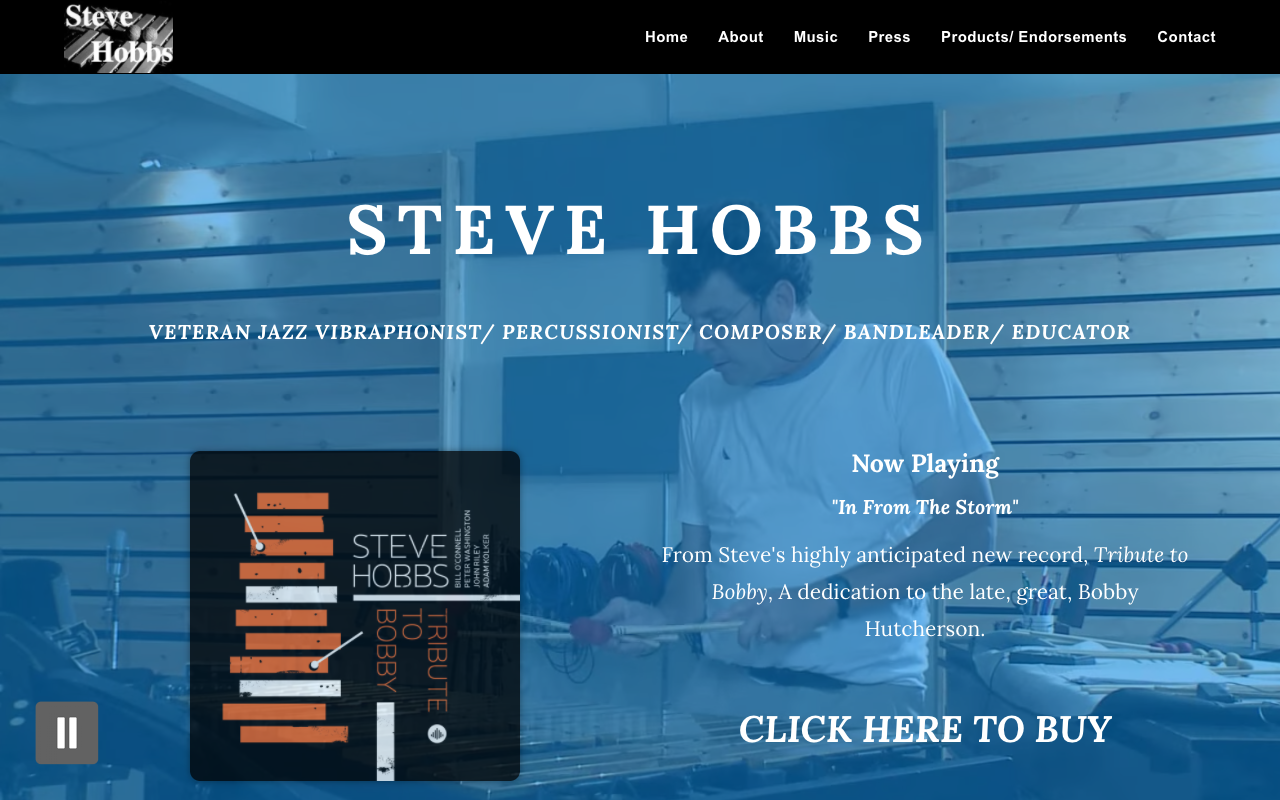 Steve
Hobbs
Home
About
Music
Press
Products/ Endorsements
Contact
STEVE HOBBS
VETERAN JAZZ VIBRAPHONIST/ PERCUSSIONIST/ COMPOSER/ BANDLEADER/ EDUCATOR
STEVE
HOBBS
BILL O'CONNELL
PETER WASHINGTON
JOHN RILEY
ADAM KOLKER
TRIBUTE
TO
BOBBY
Now Playing
"In From The Storm"
From Steve's highly anticipated new record, Tribute to
Bobby, A dedication to the late, great, Bobby
Hutcherson.
CLICK HERE TO BUY